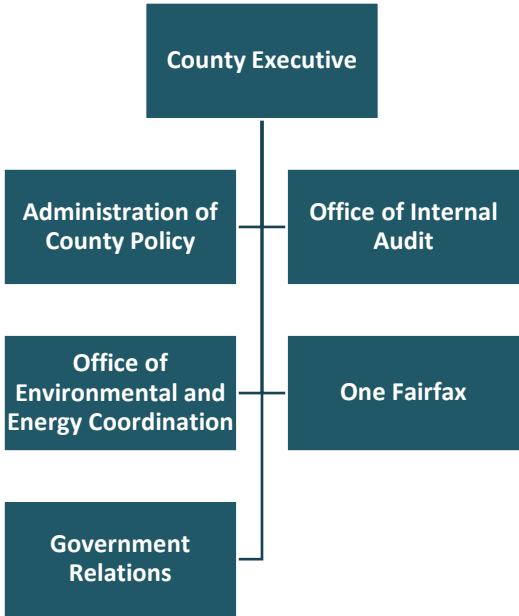 County Executive
Administration of
County Policy
Office of Internal
Audit
Office of
Environmental and
Energy Coordination
One Fairfax
Government
Relations